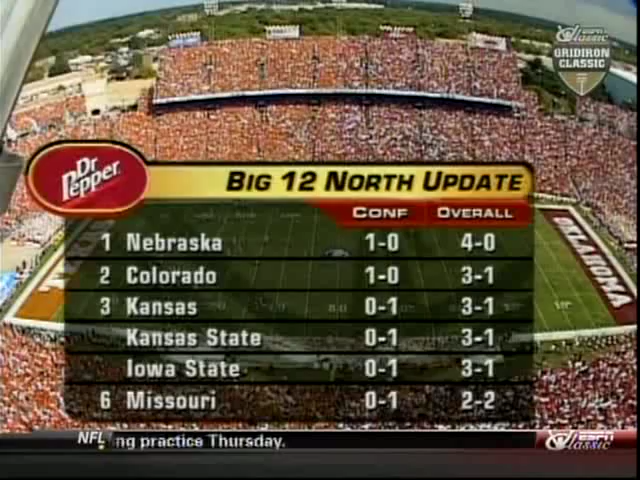 ESPN Classic
GRIDIRON
CLASSIC
Dr
Pepper
BIG 12 NORTH UPDATE
CONF OVERALL
1 Nebraska 1-0 4-0
2 Colorado 1-0 3-1
3 Kansas 0-1 3-1
Kansas State 0-1 3-1
Iowa State 0-1 3-1
6 Missouri 0-1 2-2
OKLAHOMA
NFL ng practice Thursday.
ESPN
Classic